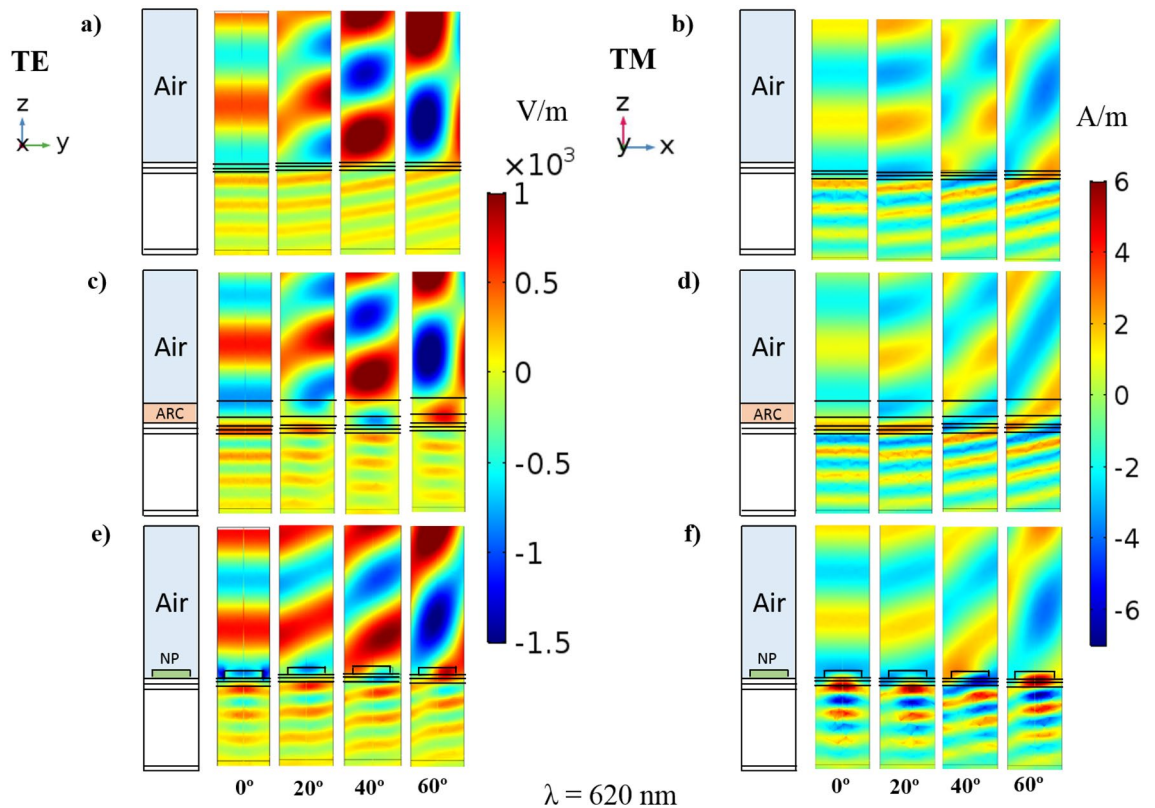 a)
TE
z
x
y
Air
V/m
×10³
1
0.5
0
-0.5
-1
-1.5
b)
TM
z
y
x
Air
A/m
6
4
2
0
-2
-4
-6
c)
Air
ARC
d)
Air
ARC
e)
Air
NP
0º
20º
40º
60º
f)
Air
NP
0º
20º
40º
60º
λ = 620 nm